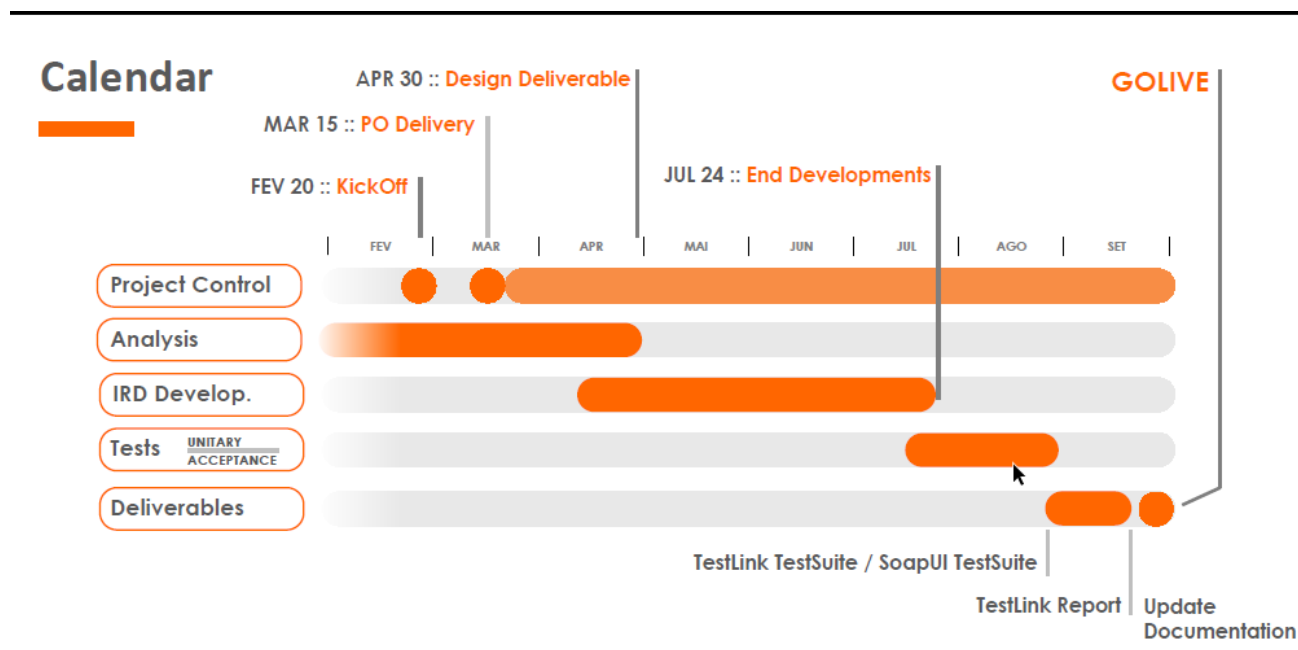 Calendar
APR 30 :: Design Deliverable
GOLIVE
MAR 15 :: PO Delivery
JUL 24 :: End Developments
FEV 20 :: KickOff
FEV MAR APR MAI JUN JUL AGO SET
Project Control
Analysis
IRD Develop.
Tests UNITARY
ACCEPTANCE
Deliverables
TestLink TestSuite / SoapUI TestSuite
TestLink Report
Update
Documentation